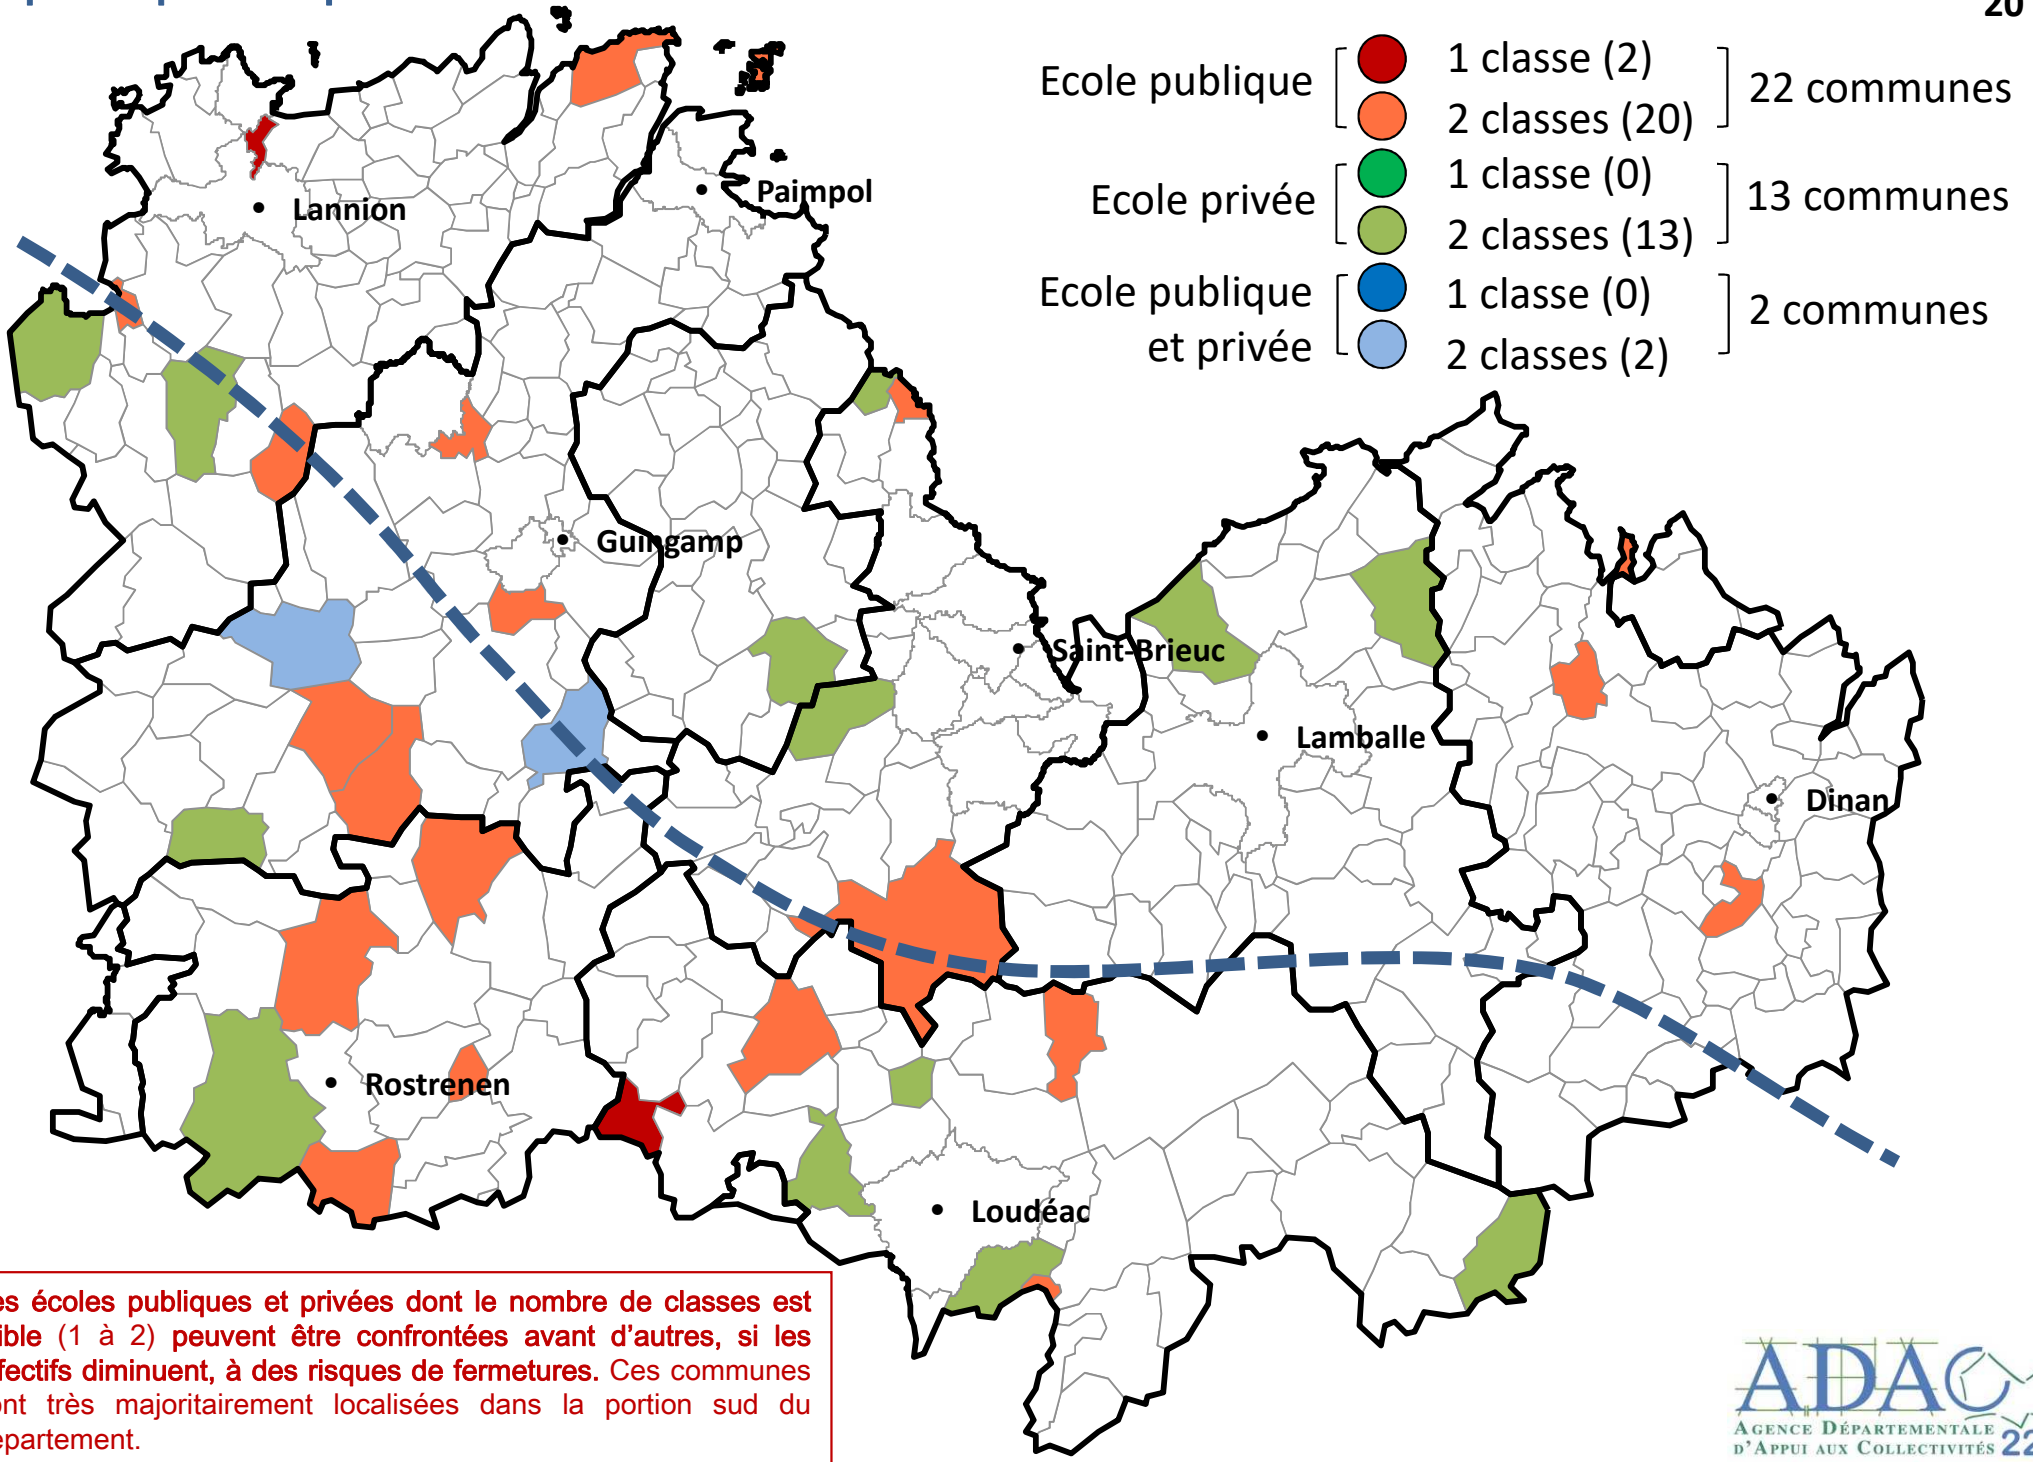 20
Ecole publique
1 classe (2)
2 classes (20)
22 communes
Ecole privée
1 classe (0)
2 classes (13)
13 communes
Ecole publique
et privée
1 classe (0)
2 classes (2)
2 communes
Paimpol
Lannion
Guingamp
Saint-Brieuc
Lamballe
Dinan
Rostrenen
Loudéac
es écoles publiques et privées dont le nombre de classes est
ible (1 à 2) peuvent être confrontées avant d'autres, si les
fectifs diminuent, à des risques de fermetures. Ces communes
ont très majoritairement localisées dans la portion sud du
épartement.
ADAC
AGENCE DÉPARTEMENTALE
D'APPUI AUX COLLECTIVITÉS 22